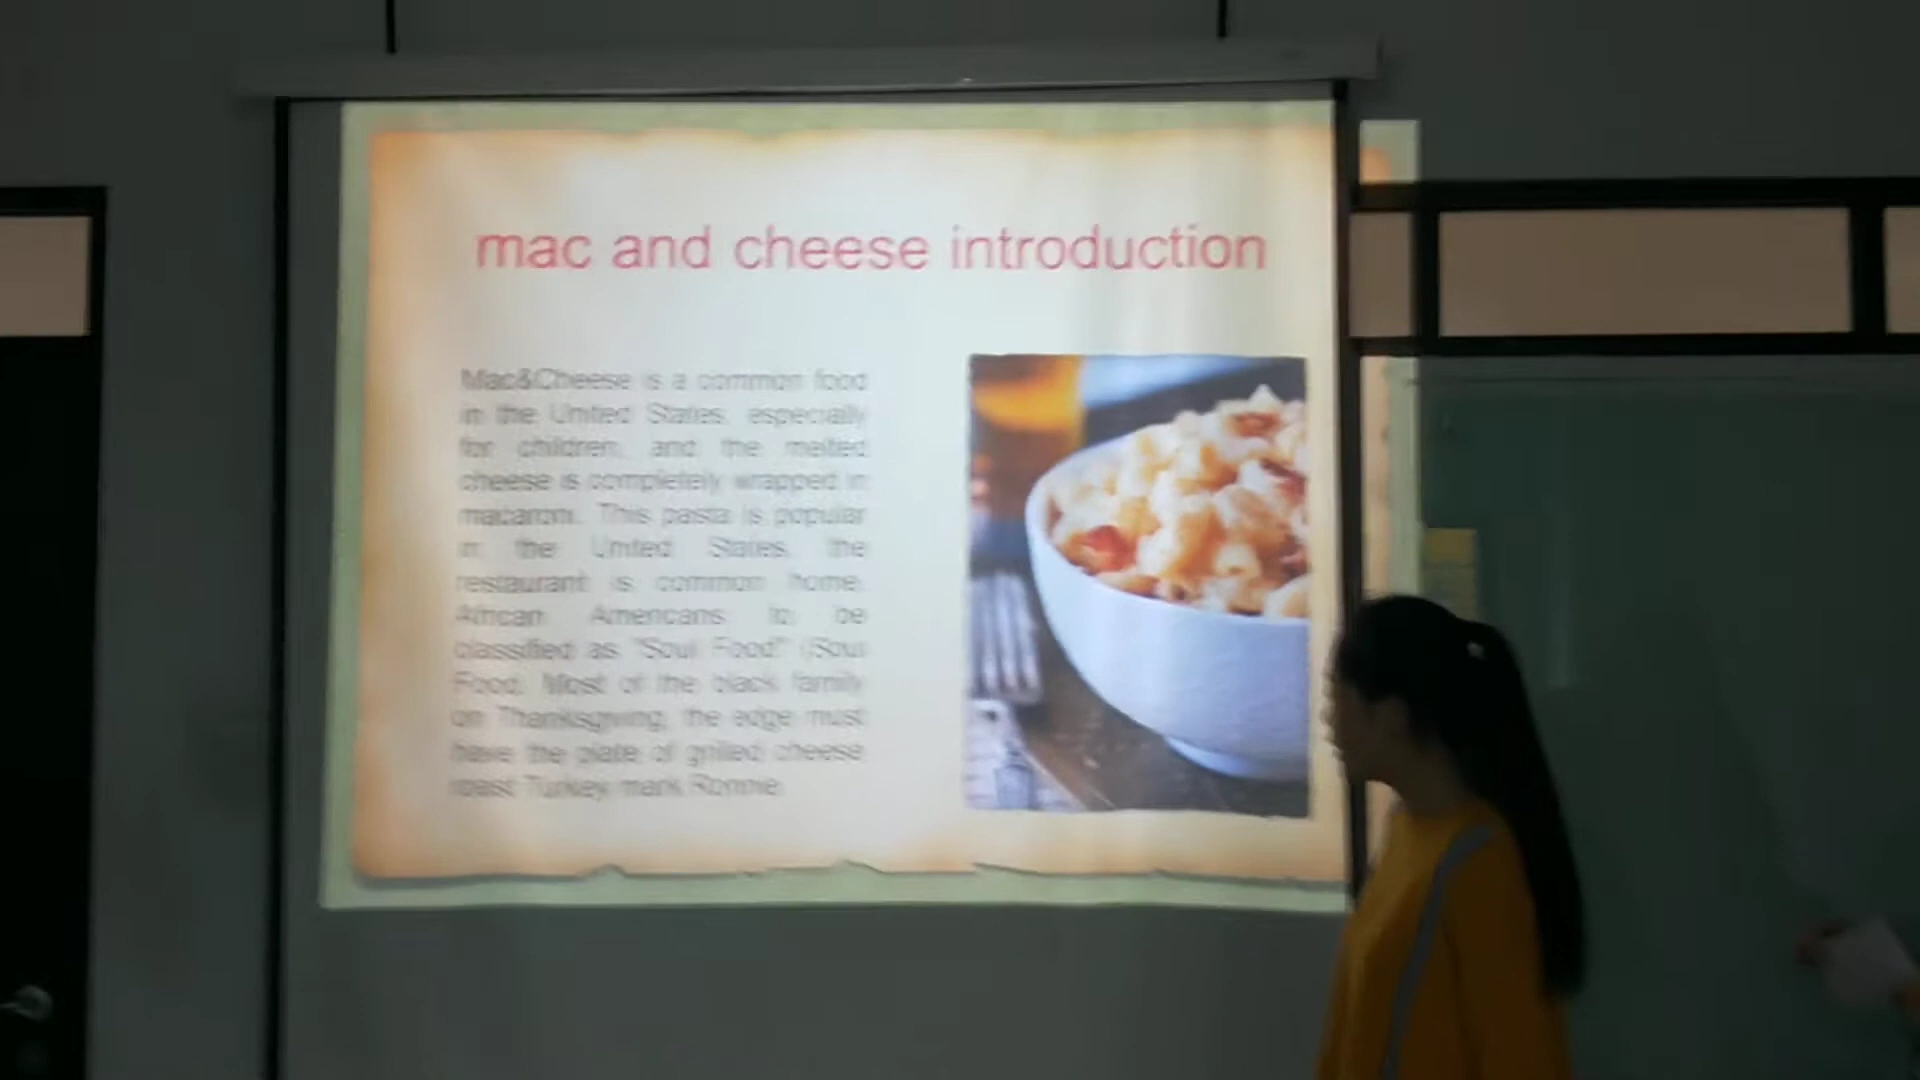 mac and cheese introduction
Mac&Cheese is a common food
in the United States, especially
for children, and the melted
cheese is completely wrapped in
macaroni. This pasta is popular
in the United States, the
restaurant is common home,
African Americans to be
classified as "Soul Food" (Soul
Food. Most of the black family
on Thanksgiving, the edge must
have the plate of grilled cheese
roast Turkey mark Ronnie.